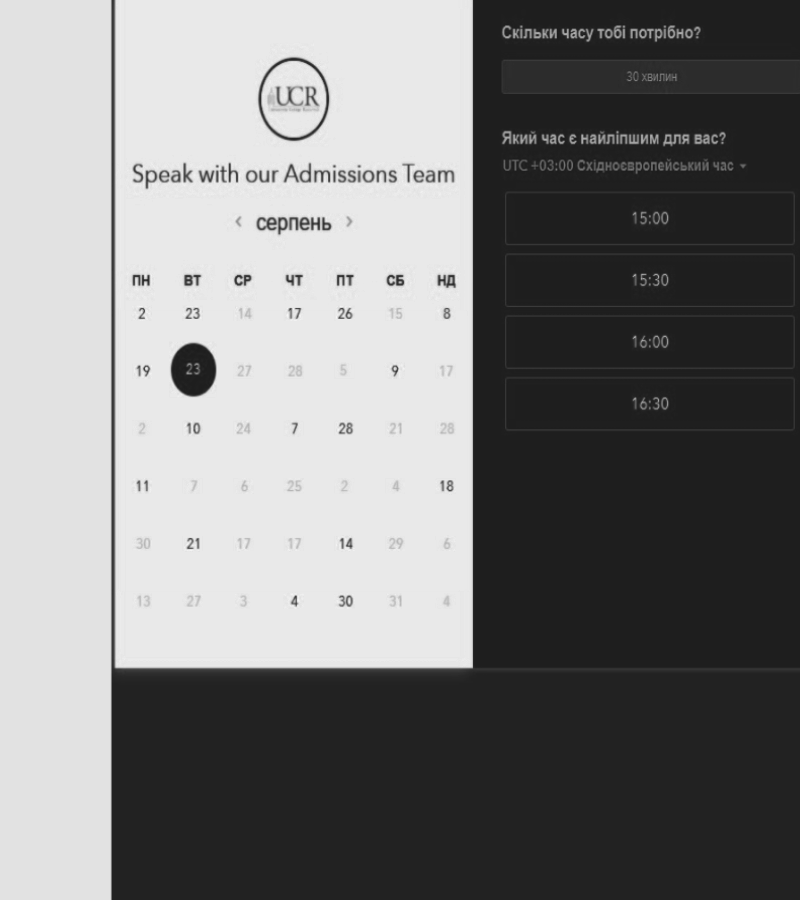 UCR
Speak with our Admissions Team
серпень
ПН ВТ СР ЧТ ПТ СБ НД
2 23 14 17 26 15 8
19 23 27 28 5 9 17
2 10 24 7 28 21 28
11 7 6 25 2 4 18
30 21 17 17 14 29 6
13 27 3 4 30 31 4
Скільки часу тобі потрібно?
30 хвилин
Який час є найліпшим для вас?
UTC +03:00 Східноєвропейський час
15:00
15:30
16:00
16:30